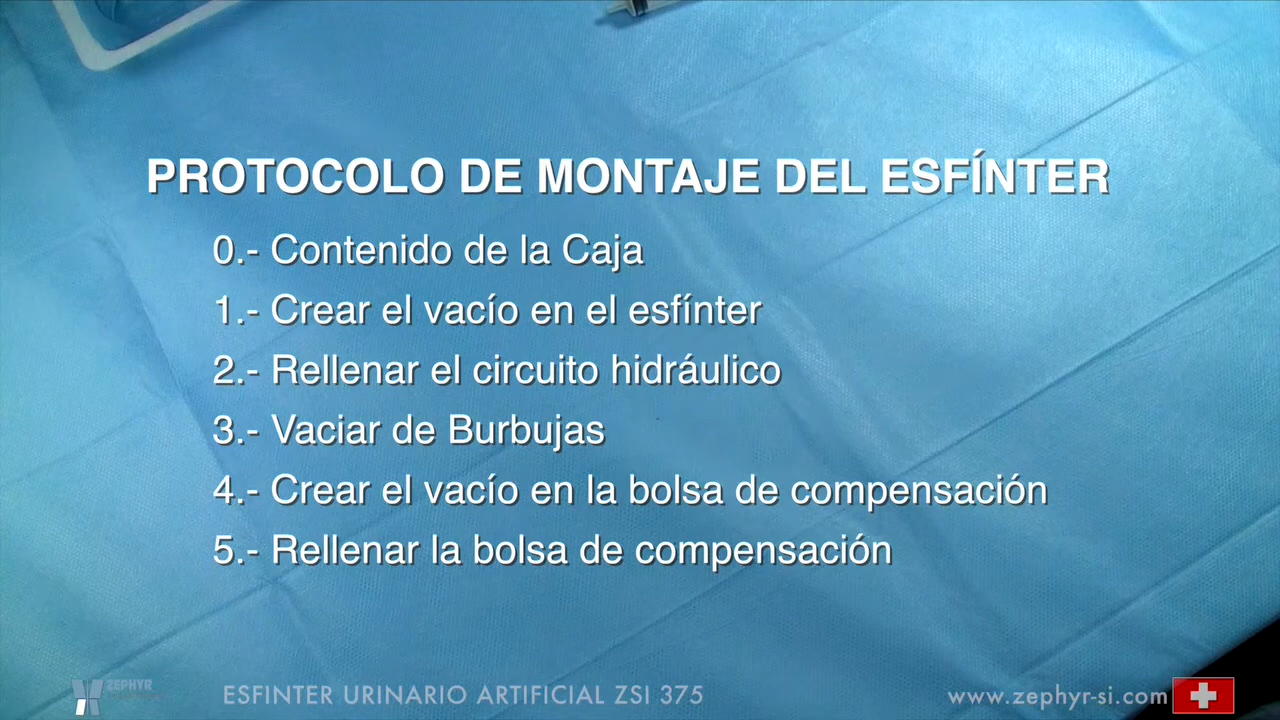 PROTOCOLO DE MONTAJE DEL ESFÍNTER
0.- Contenido de la Caja
1.- Crear el vacío en el esfínter
2.- Rellenar el circuito hidráulico
3.- Vaciar de Burbujas
4.- Crear el vacío en la bolsa de compensación
5.- Rellenar la bolsa de compensación
ZEPHYR
ESFINTER URINARIO ARTIFICIAL ZSI 375
www.zephyr-si.com